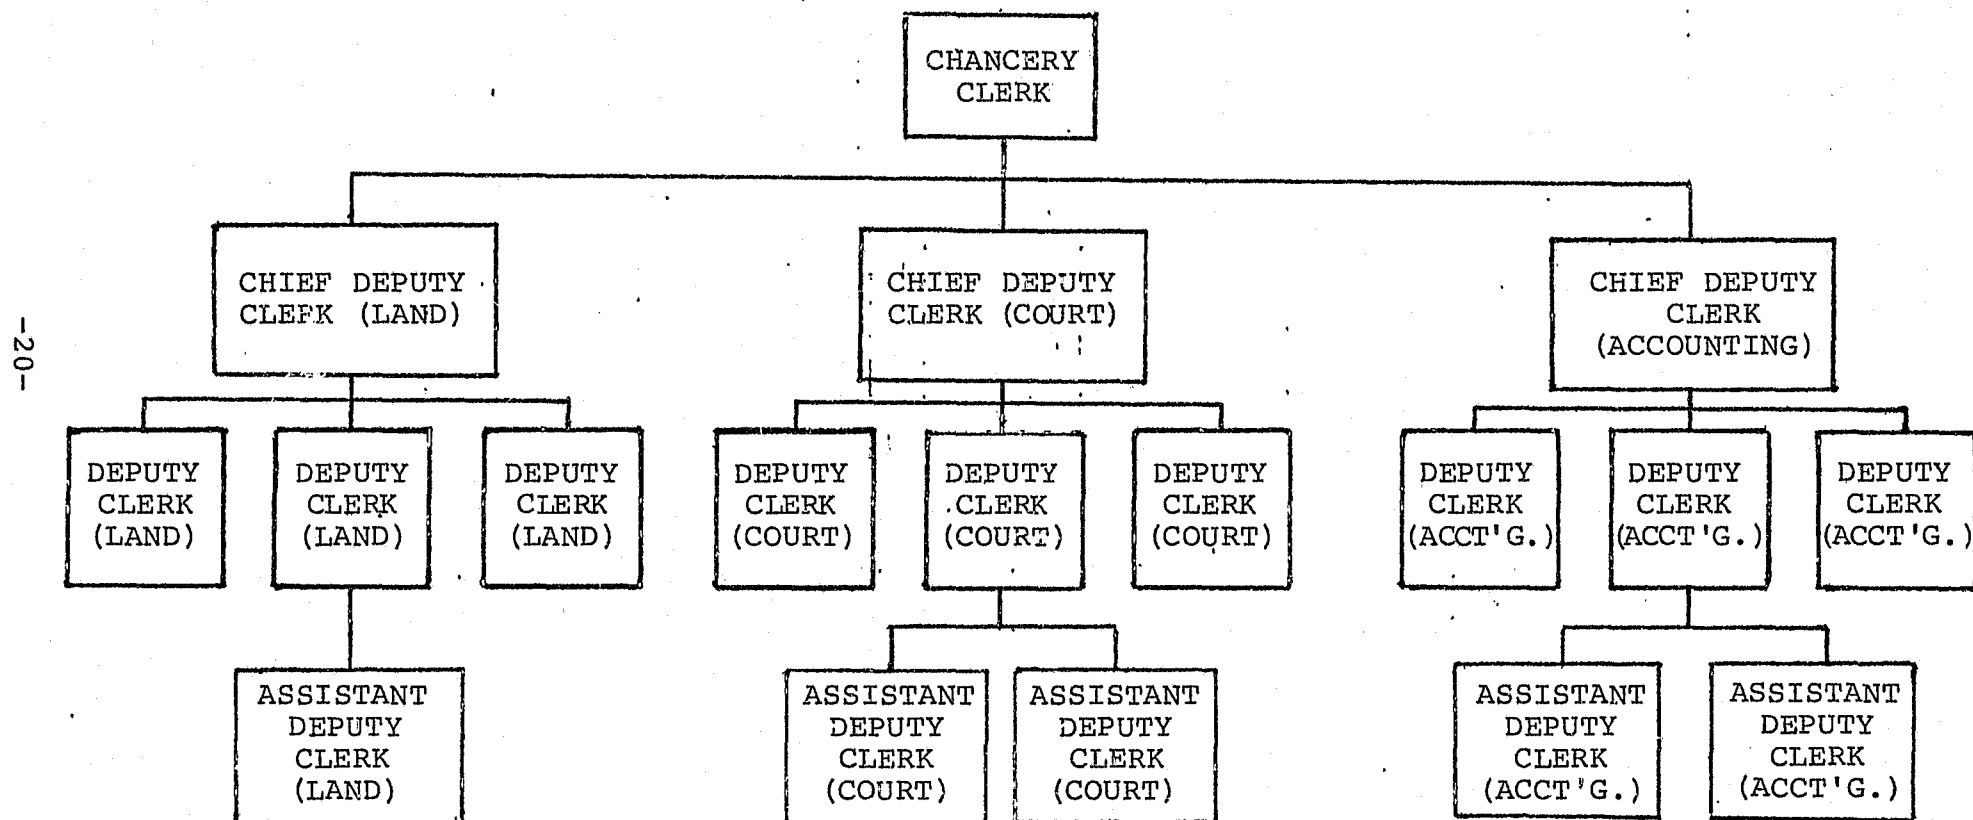 CHANCERY
CLERK
CHIEF DEPUTY
CLERK (LAND)
CHIEF DEPUTY
CLERK (COURT)
CHIEF DEPUTY
CLERK
(ACCOUNTING)
-20-
DEPUTY
CLERK
(LAND)
DEPUTY
CLERK
(LAND)
DEPUTY
CLERK
(LAND)
DEPUTY
CLERK
(COURT)
DEPUTY
CLERK
(COURT)
DEPUTY
CLERK
(COURT)
DEPUTY
CLERK
(ACCT'G.)
DEPUTY
CLERK
(ACCT'G.)
DEPUTY
CLERK
(ACCT'G.)
ASSISTANT
DEPUTY
CLERK
(LAND)
ASSISTANT
DEPUTY
CLERK
(COURT)
ASSISTANT
DEPUTY
CLERK
(COURT)
ASSISTANT
DEPUTY
CLERK
(ACCT'G.)
ASSISTANT
DEPUTY
CLERK
(ACCT'G.)